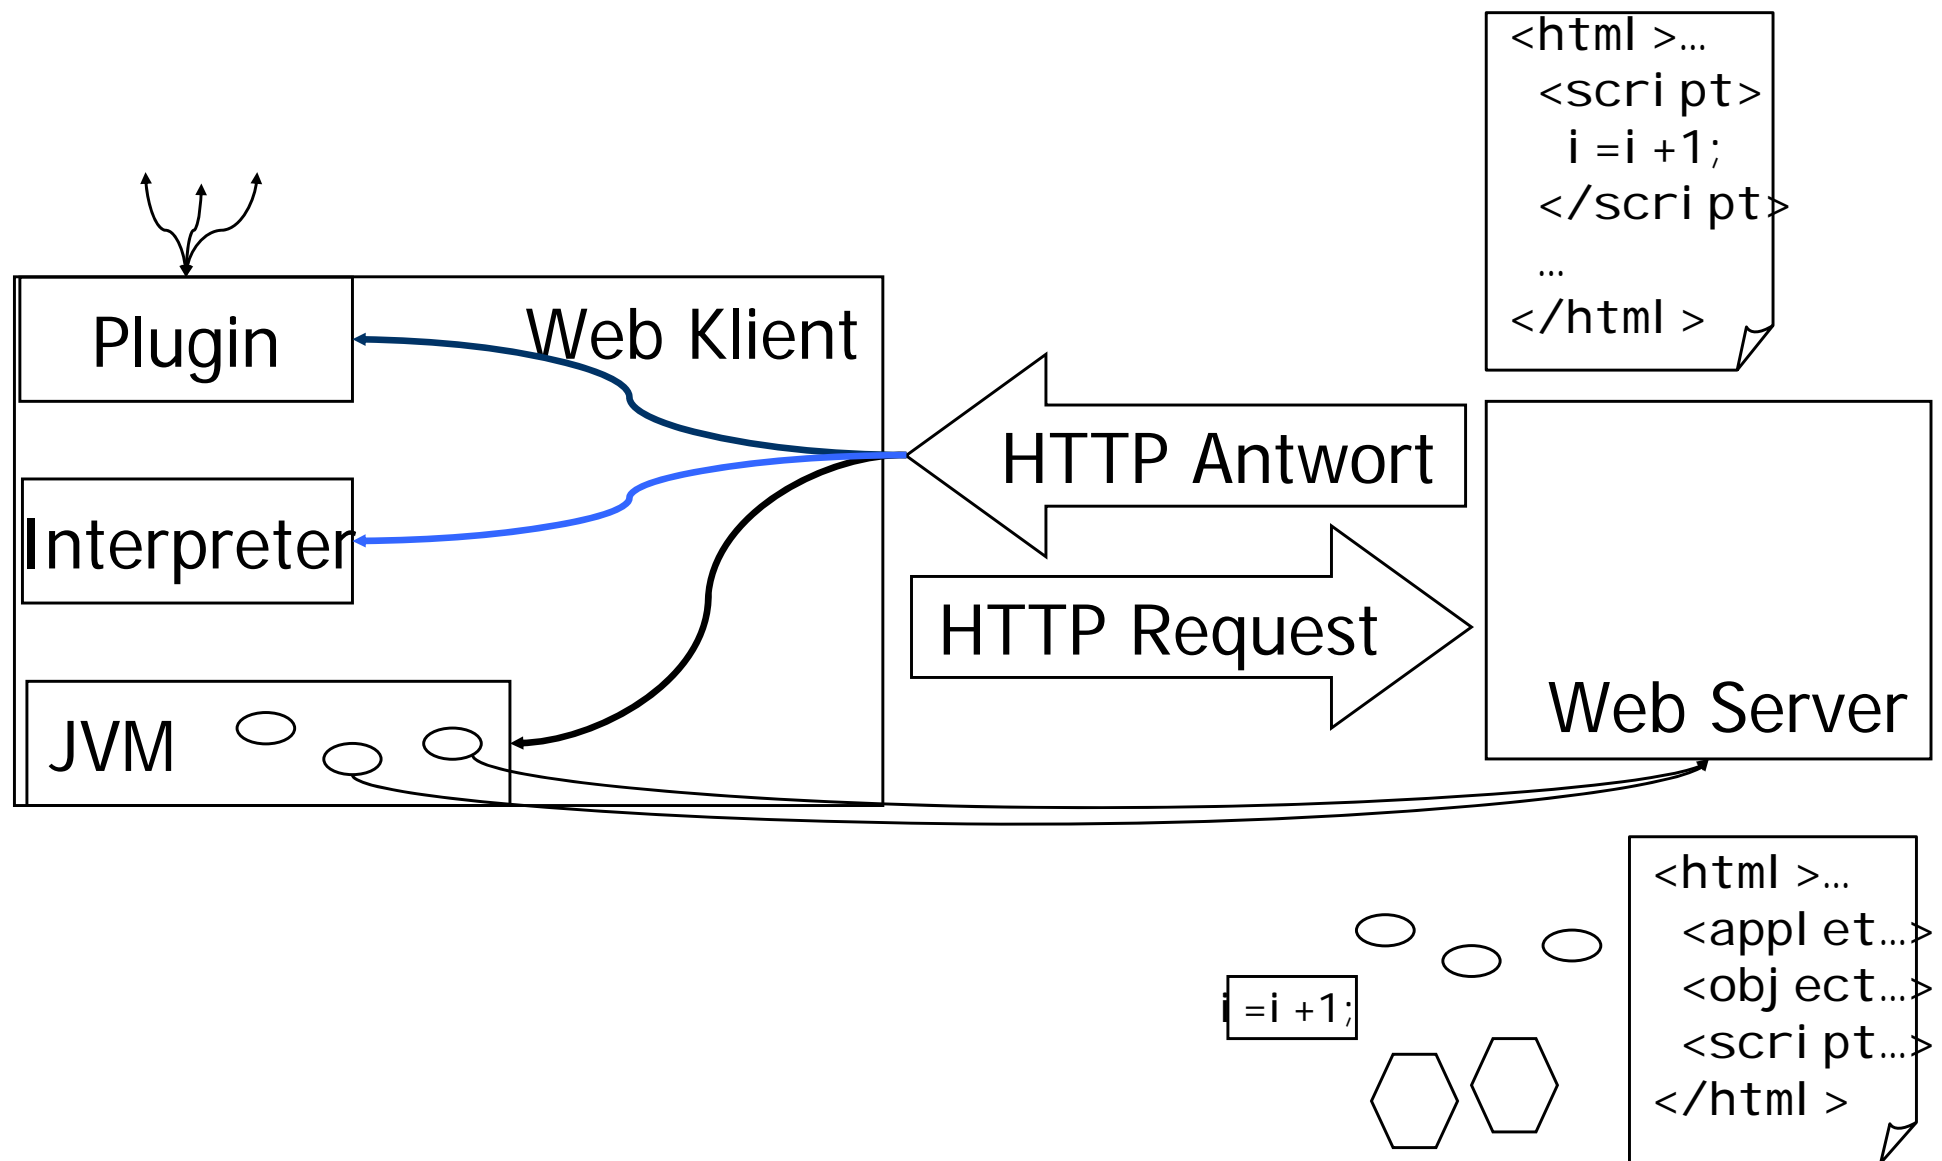 <html>...
<script>
i=i+1;
</script>
...
</html>
Plugin
Web Klient
HTTP Antwort
Interpreter
HTTP Request
JVM
Web Server
<html>...
<applet...>
<object...>
<script...>
</html>
i=i+1;